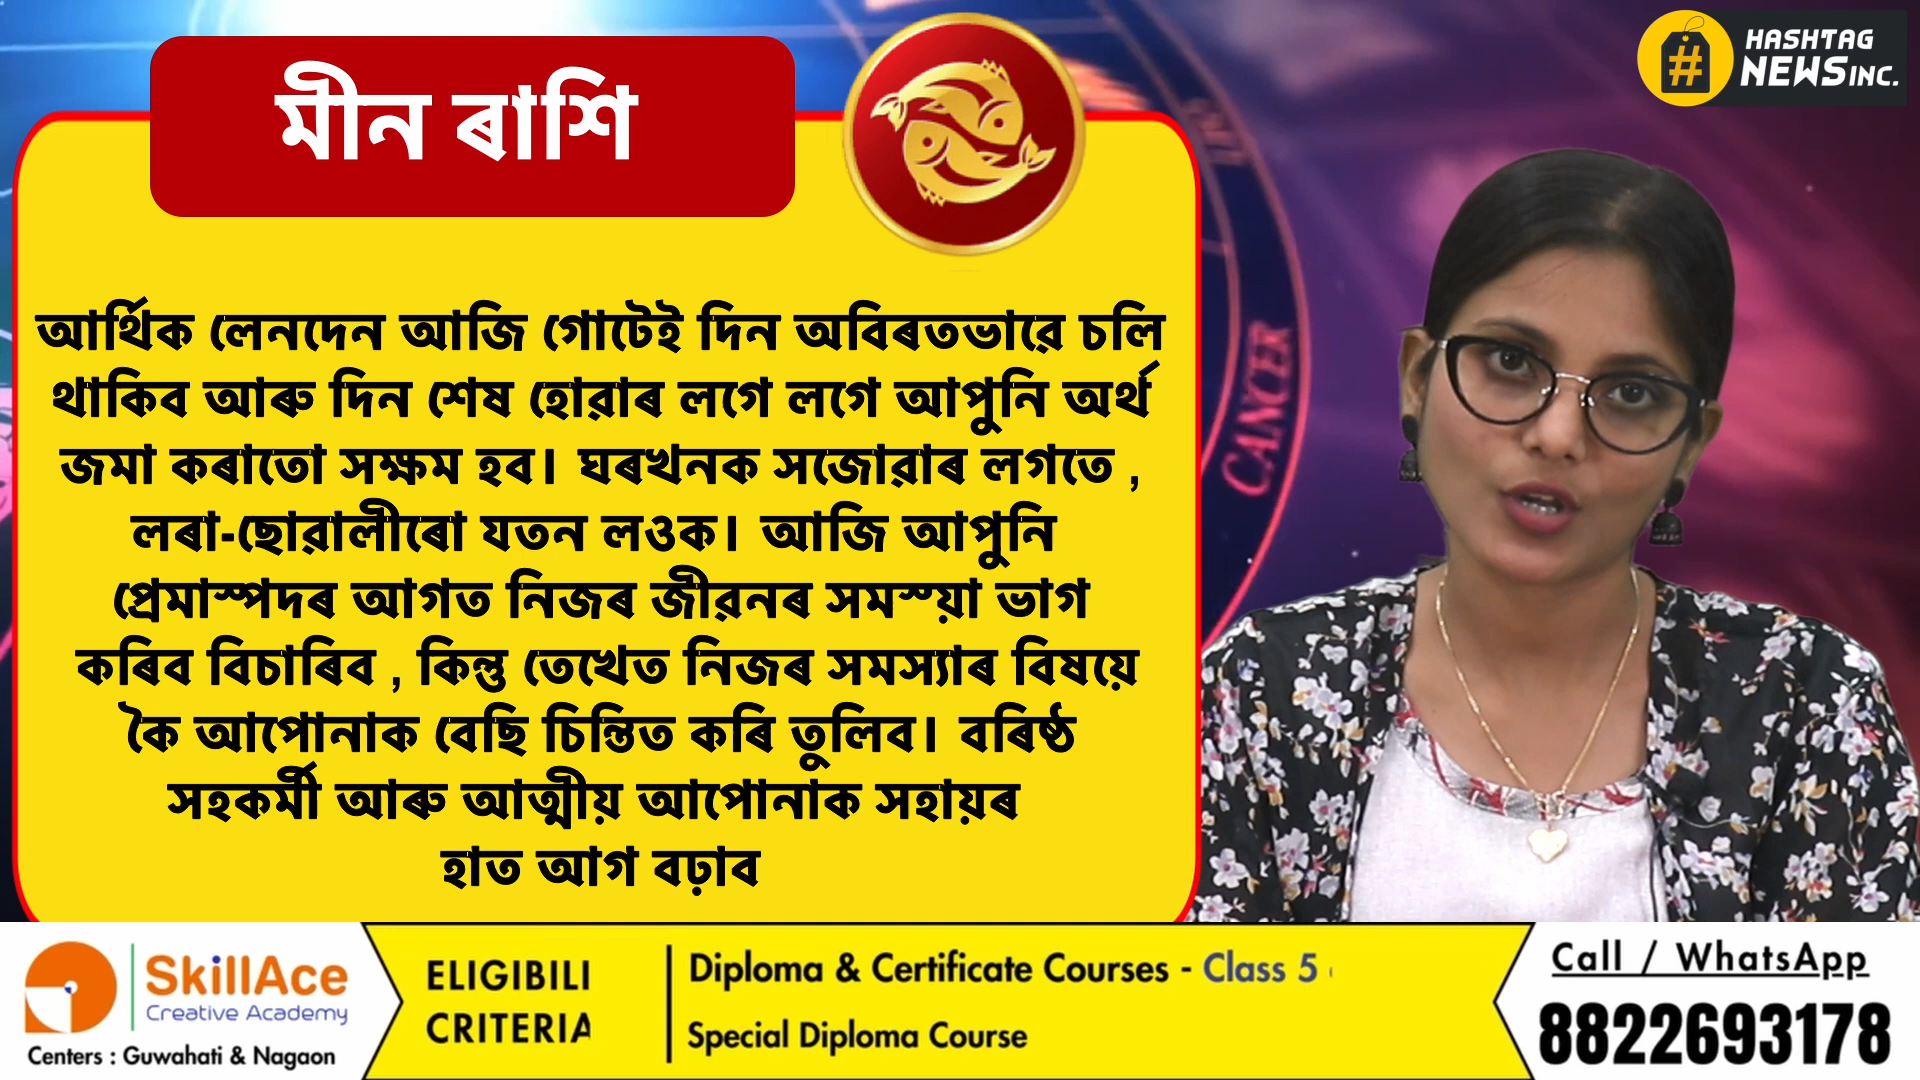 মীন ৰাশি
HASHTAG
NEWS INC.
আৰ্থিক লেনদেন আজি গোটেই দিন অবিৰতভাৱে চলি
থাকিব আৰু দিন শেষ হোৱাৰ লগে লগে আপুনি অৰ্থ
জমা কৰাতো সক্ষম হব। ঘৰখনক সজোৱাৰ লগতে ,
লৰা-ছোৱালীৰো যতন লওক। আজি আপুনি
প্ৰেমাস্পদৰ আগত নিজৰ জীৱনৰ সমস্য়া ভাগ
কৰিব বিচাৰিব , কিন্তু তেখেত নিজৰ সমস্যাৰ বিষয়ে
কৈ আপোনাক বেছি চিন্তিত কৰি তুলিব। বৰিষ্ঠ
সহকৰ্মী আৰু আত্মীয় আপোনাক সহায়ৰ
হাত আগ বঢ়াব
CANCER
SkillAce
Creative Academy
Centers : Guwahati & Nagaon
ELIGIBILI
CRITERIA
Diploma & Certificate Courses - Class 5
Special Diploma Course
Call / WhatsApp
8822693178